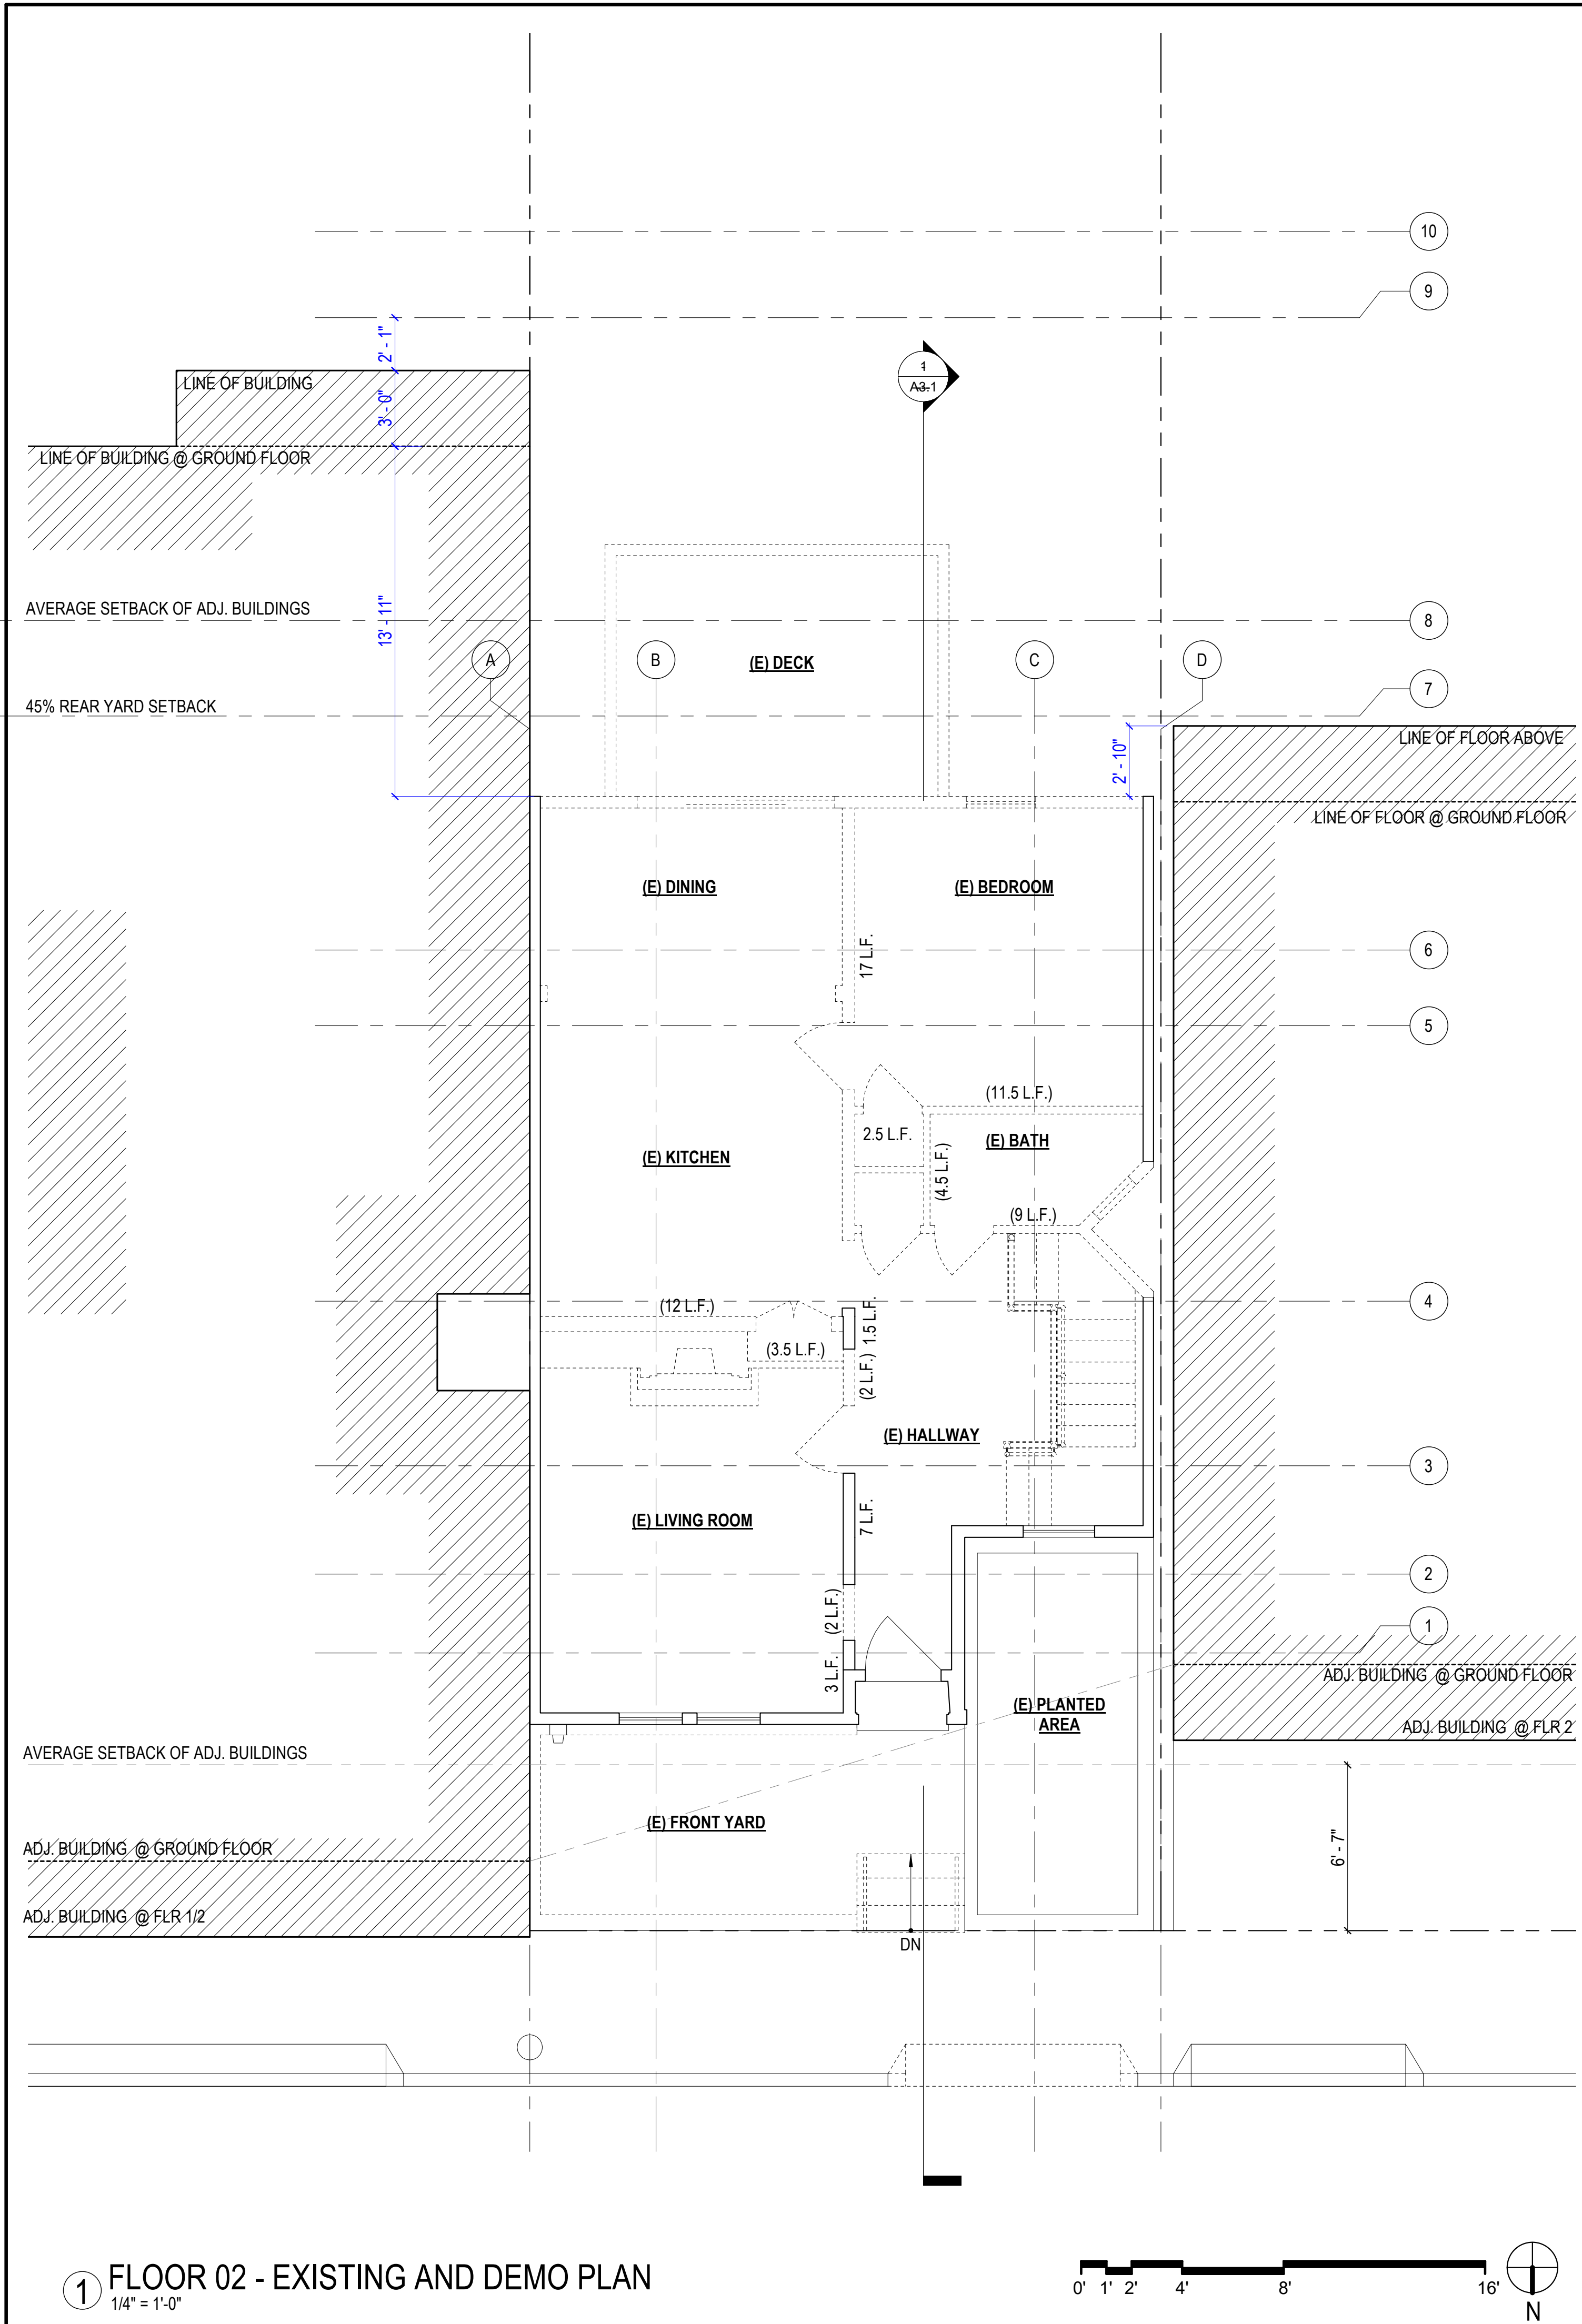 10
9
2' - 1"
LINE OF BUILDING
1
A3.1
3' - 0"
LINE OF BUILDING @ GROUND FLOOR
AVERAGE SETBACK OF ADJ. BUILDINGS
8
13' - 11"
A
B
(E) DECK
C
D
7
45% REAR YARD SETBACK
LINE OF FLOOR ABOVE
2' - 10"
LINE OF FLOOR @ GROUND FLOOR
(E) DINING
(E) BEDROOM
17 L.F.
6
5
(11.5 L.F.)
2.5 L.F.
(E) BATH
(E) KITCHEN
(4.5 L.F.)
(9 L.F.)
4
(12 L.F.)
1.5 L.F.
(3.5 L.F.)
(2 L.F.)
(E) HALLWAY
3
(E) LIVING ROOM
7 L.F.
2
(2 L.F.)
1
3 L.F.
ADJ. BUILDING @ GROUND FLOOR
(E) PLANTED
AREA
ADJ. BUILDING @ FLR 2
AVERAGE SETBACK OF ADJ. BUILDINGS
(E) FRONT YARD
6' - 7"
ADJ. BUILDING @ GROUND FLOOR
ADJ. BUILDING @ FLR 1/2
DN
1
FLOOR 02 - EXISTING AND DEMO PLAN
1/4" = 1'-0"
0' 1' 2' 4' 8' 16'
N